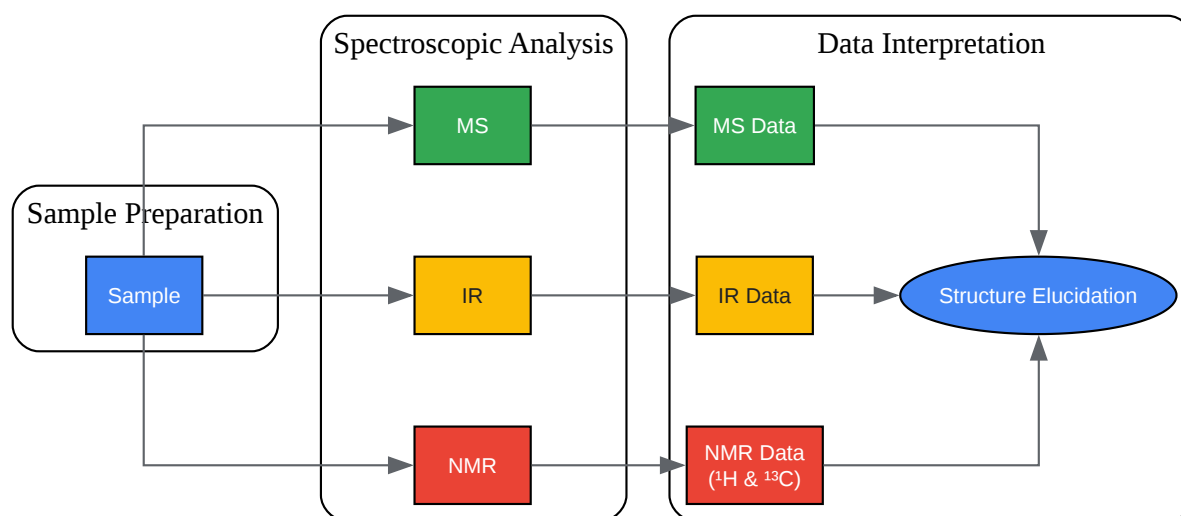 Spectroscopic Analysis
Data Interpretation
MS
MS Data
Sample Preparation
Sample
IR
IR Data
Structure Elucidation
NMR
NMR Data
(¹H & ¹³C)